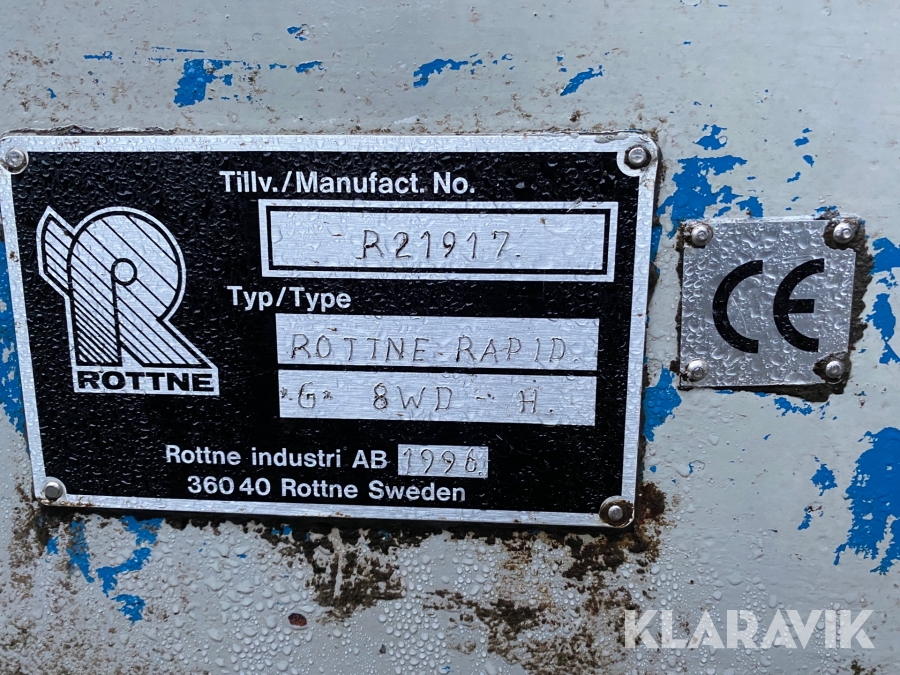 Tillv./Manufact. No.
R21917.
Typ/Type
ROTTNE RAPID.
*G* 8WD - H.
ROTTNE
Rottne industri AB 1996.
360 40 Rottne Sweden
CE
KLARAVIK